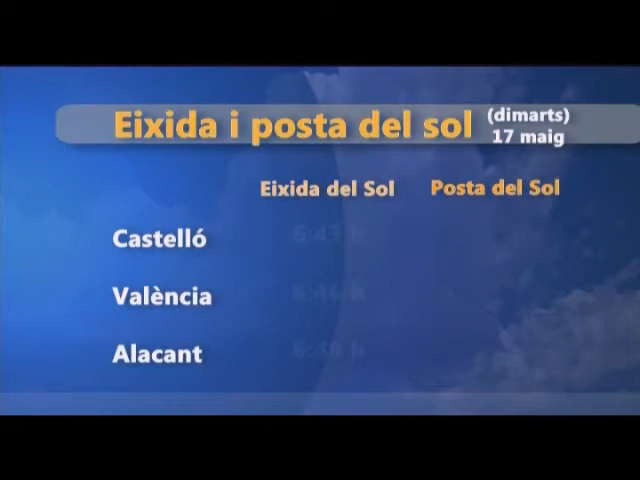 Eixida i posta del sol
(dimarts)
17 maig
Eixida del Sol Posta del Sol
Castelló
València
Alacant